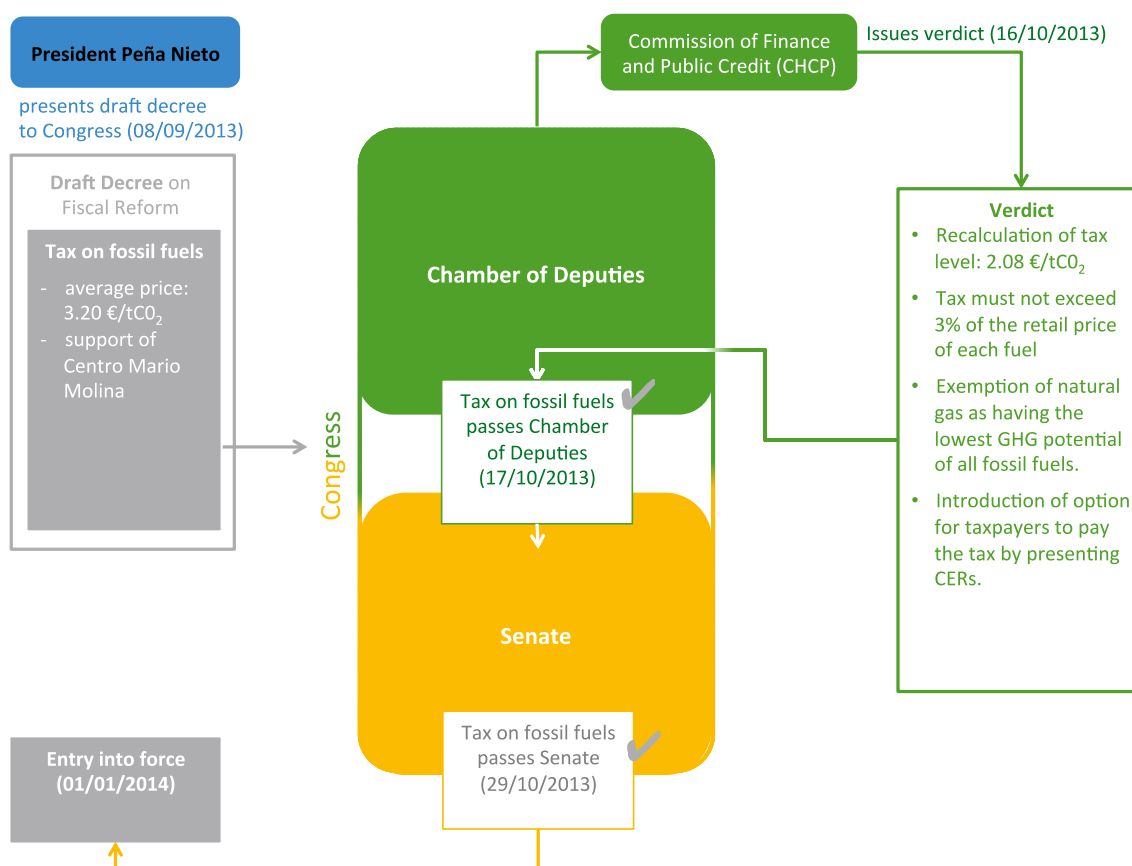 President Peña Nieto
presents draft decree
to Congress (08/09/2013)
Draft Decree on
Fiscal Reform
Tax on fossil fuels
- average price:
3.20 €/tC0₂
- support of
Centro Mario
Molina
Entry into force
(01/01/2014)
Congress
Chamber of Deputies
Tax on fossil fuels
passes Chamber
of Deputies
(17/10/2013)
Senate
Tax on fossil fuels
passes Senate
(29/10/2013)
Commission of Finance
and Public Credit (CHCP)
Issues verdict (16/10/2013)
Verdict
• Recalculation of tax
level: 2.08 €/tC0₂
• Tax must not exceed
3% of the retail price
of each fuel
• Exemption of natural
gas as having the
lowest GHG potential
of all fossil fuels.
• Introduction of option
for taxpayers to pay
the tax by presenting
CERs.